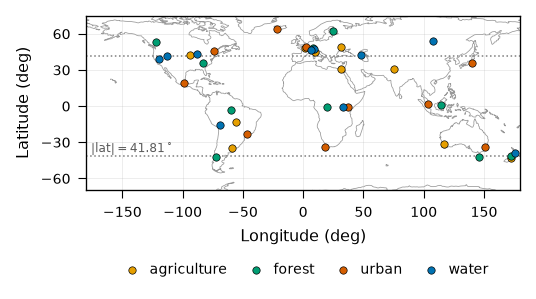 60
30
0
−30
−60
Latitude (deg)
|lat| = 41.81°
−150 −100 −50 0 50 100 150
Longitude (deg)
agriculture forest urban water